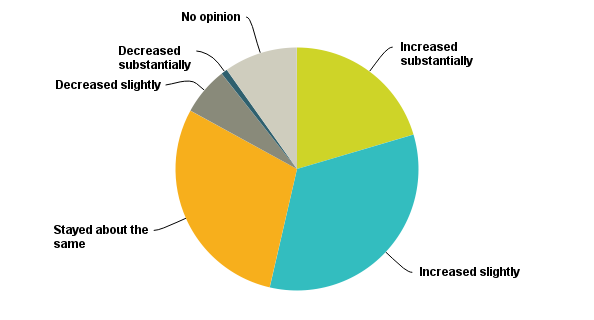 No opinion
Increased
substantially
Decreased
substantially
Decreased slightly
Stayed about the
same
Increased slightly